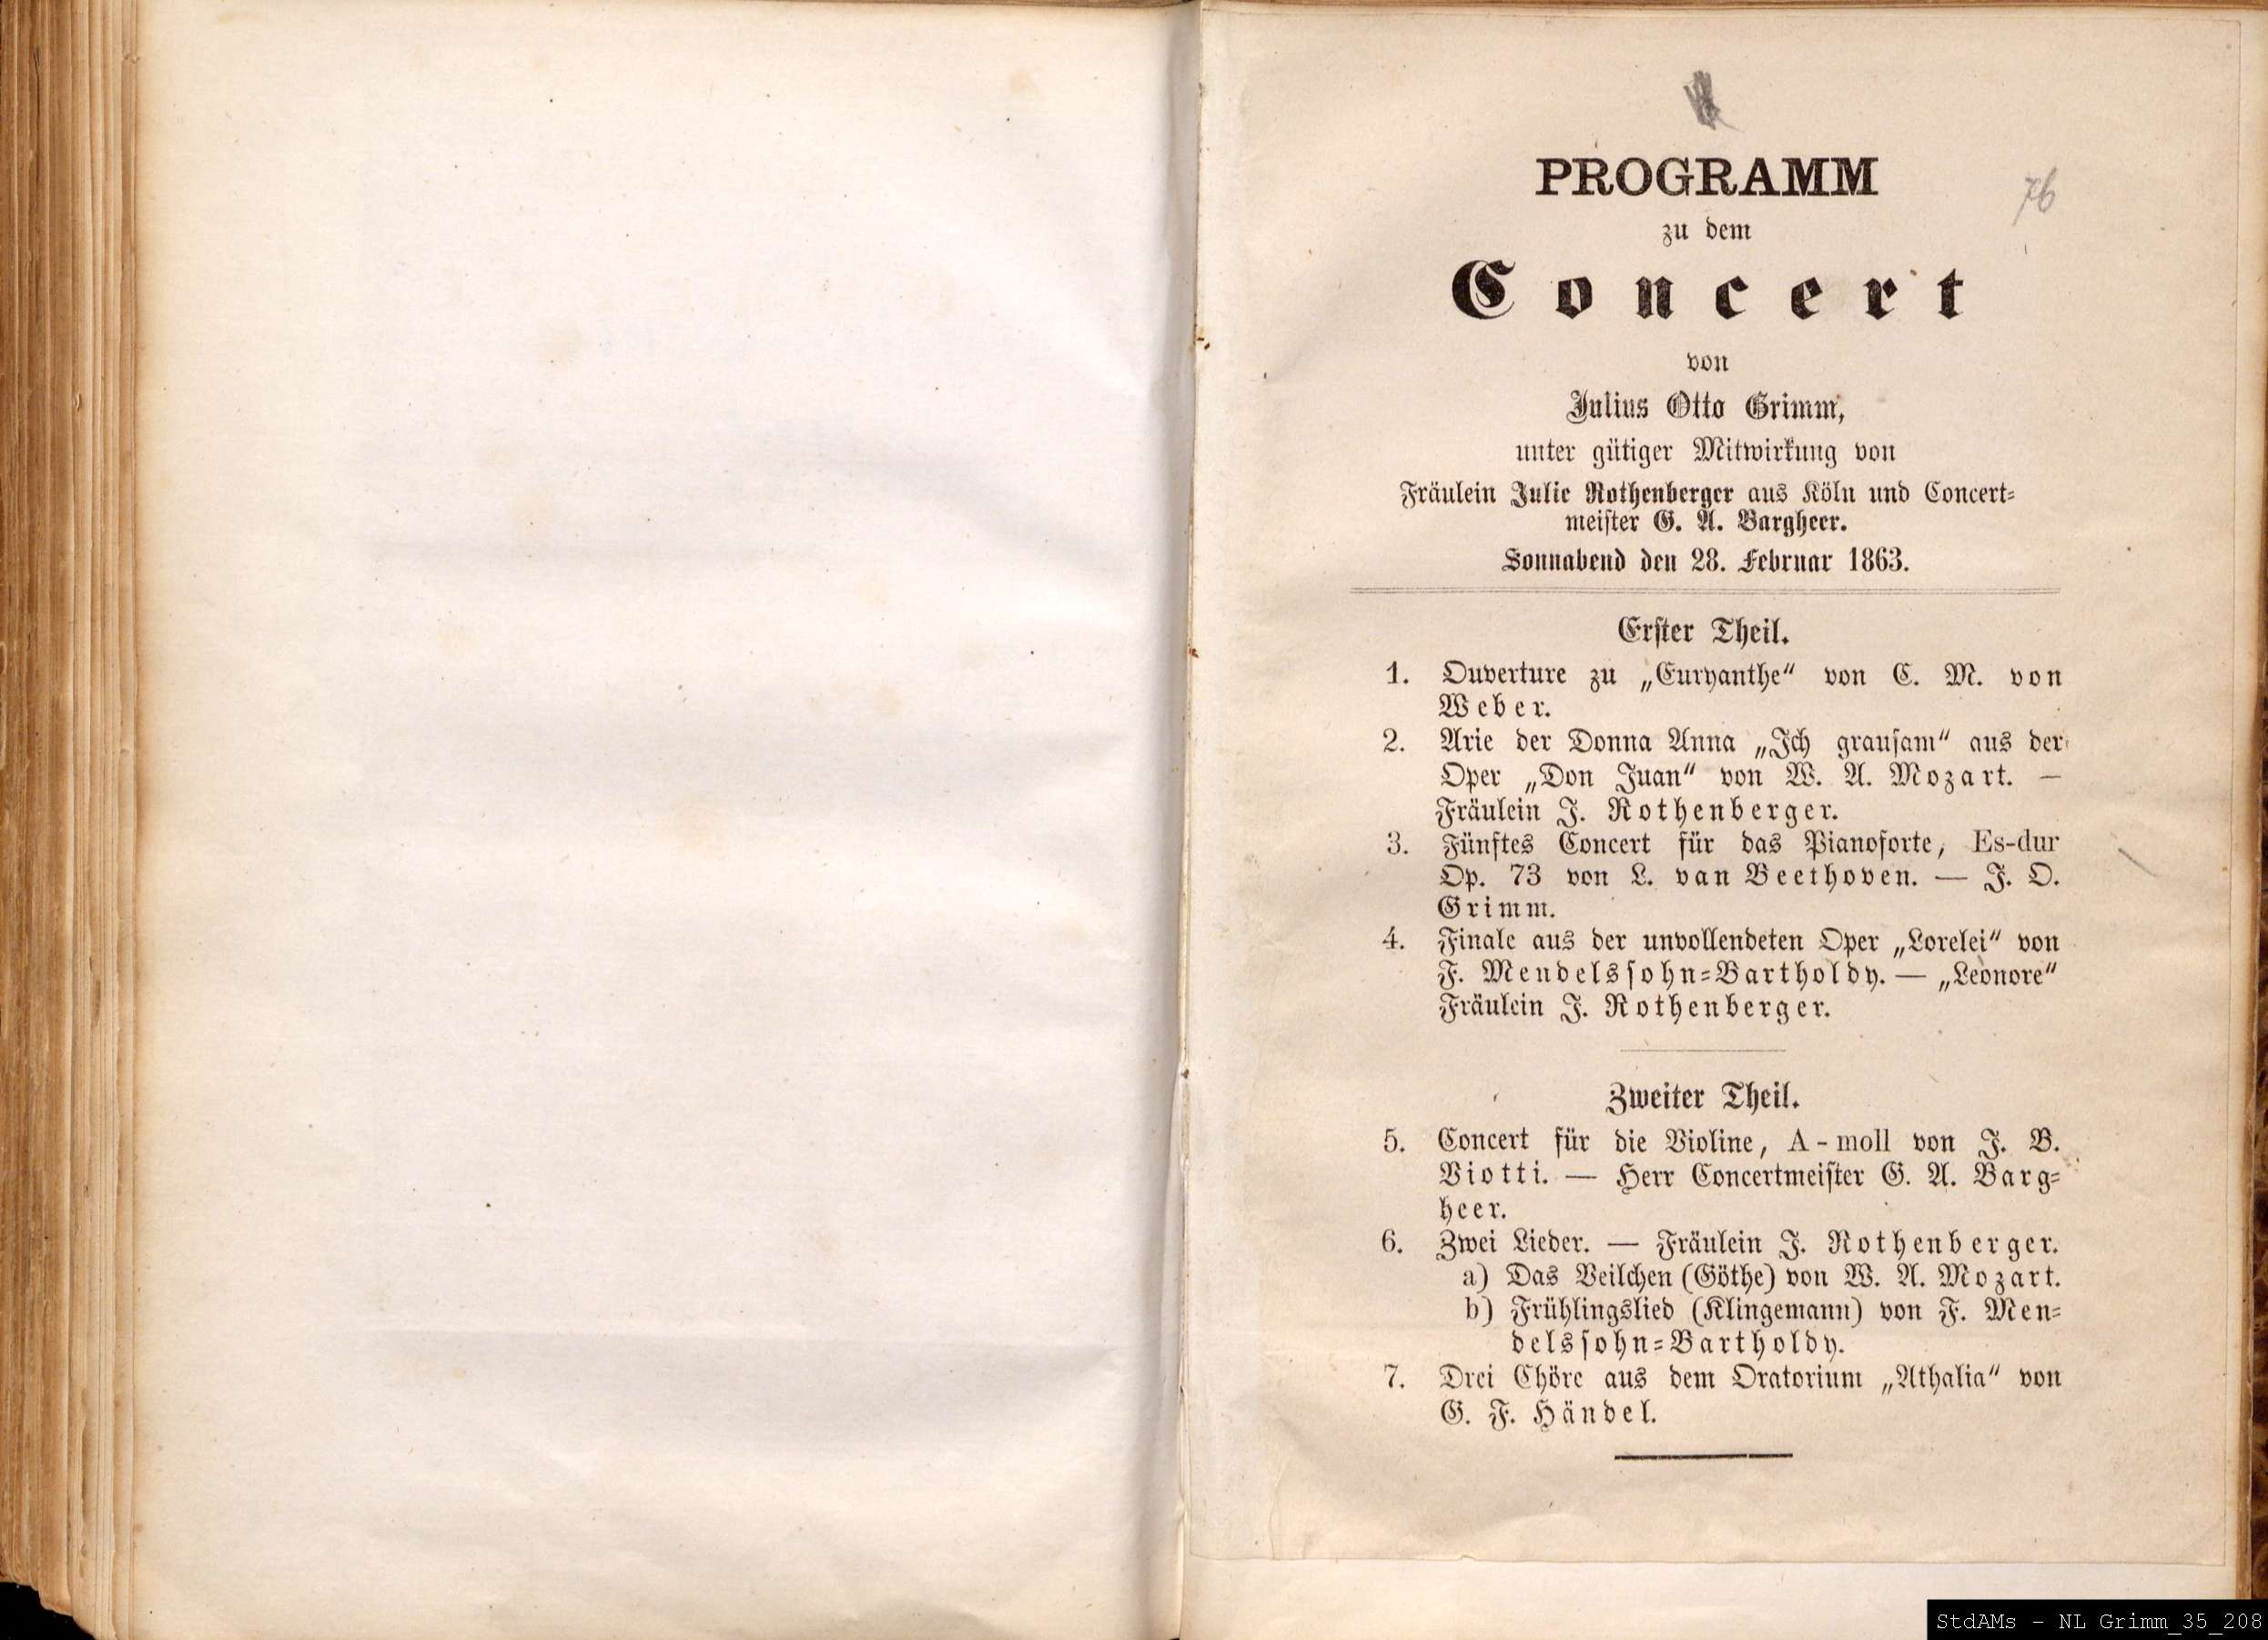 PROGRAMM
76
zu dem
Concert
von
Julius Otto Grimm,
unter gütiger Mitwirkung von
Fräulein Julie Rothenberger aus Köln und Concert=
meister G. A. Bargheer.
Sonnabend den 28. Februar 1863.
Erster Theil.
1. Ouverture zu „Euryanthe“ von C. M. von
Weber.
2. Arie der Donna Anna „Ich grausam“ aus der
Oper „Don Juan“ von W. A. Mozart. —
Fräulein J. Rothenberger.
3. Fünftes Concert für das Pianoforte, Es-dur
Op. 73 von L. van Beethoven. — J. O.
Grimm.
4. Finale aus der unvollendeten Oper „Lorelei“ von
F. Mendelssohn=Bartholdy. — „Leonore“
Fräulein J. Rothenberger.
Zweiter Theil.
5. Concert für die Violine, A-moll von J. B.
Viotti. — Herr Concertmeister G. A. Barg=
heer.
6. Zwei Lieder. — Fräulein J. Rothenberger.
a) Das Veilchen (Göthe) von W. A. Mozart.
b) Frühlingslied (Klingemann) von F. Men=
delssohn=Bartholdy.
7. Drei Chöre aus dem Oratorium „Athalia“ von
G. F. Händel.
StdAMs - NL Grimm_35_208